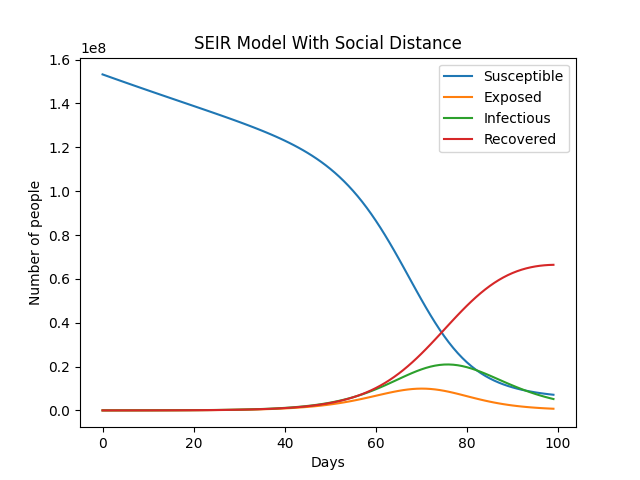 SEIR Model With Social Distance
1e8
1.6
1.4
1.2
1.0
0.8
0.6
0.4
0.2
0.0
Number of people
Susceptible
Exposed
Infectious
Recovered
0 20 40 60 80 100
Days